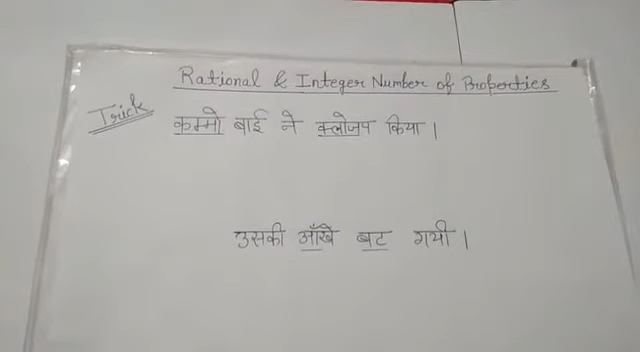 Rational & Integer Number of Properties
Trick
कम्मो बाई ने क्लोजप किया ।
उसकी आँखे बट गयी ।